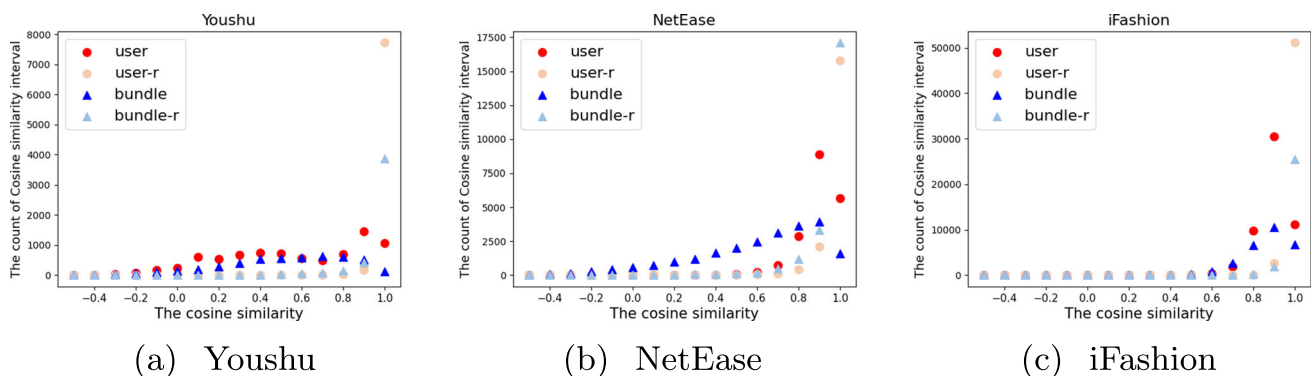 Youshu
The count of Cosine similarity interval
8000
7000
6000
5000
4000
3000
2000
1000
0
user
user-r
bundle
bundle-r
−0.4 −0.2 0.0 0.2 0.4 0.6 0.8 1.0
The cosine similarity
(a) Youshu
NetEase
The count of Cosine similarity interval
17500
15000
12500
10000
7500
5000
2500
0
user
user-r
bundle
bundle-r
−0.4 −0.2 0.0 0.2 0.4 0.6 0.8 1.0
The cosine similarity
(b) NetEase
iFashion
The count of Cosine similarity interval
50000
40000
30000
20000
10000
0
user
user-r
bundle
bundle-r
−0.4 −0.2 0.0 0.2 0.4 0.6 0.8 1.0
The cosine similarity
(c) iFashion